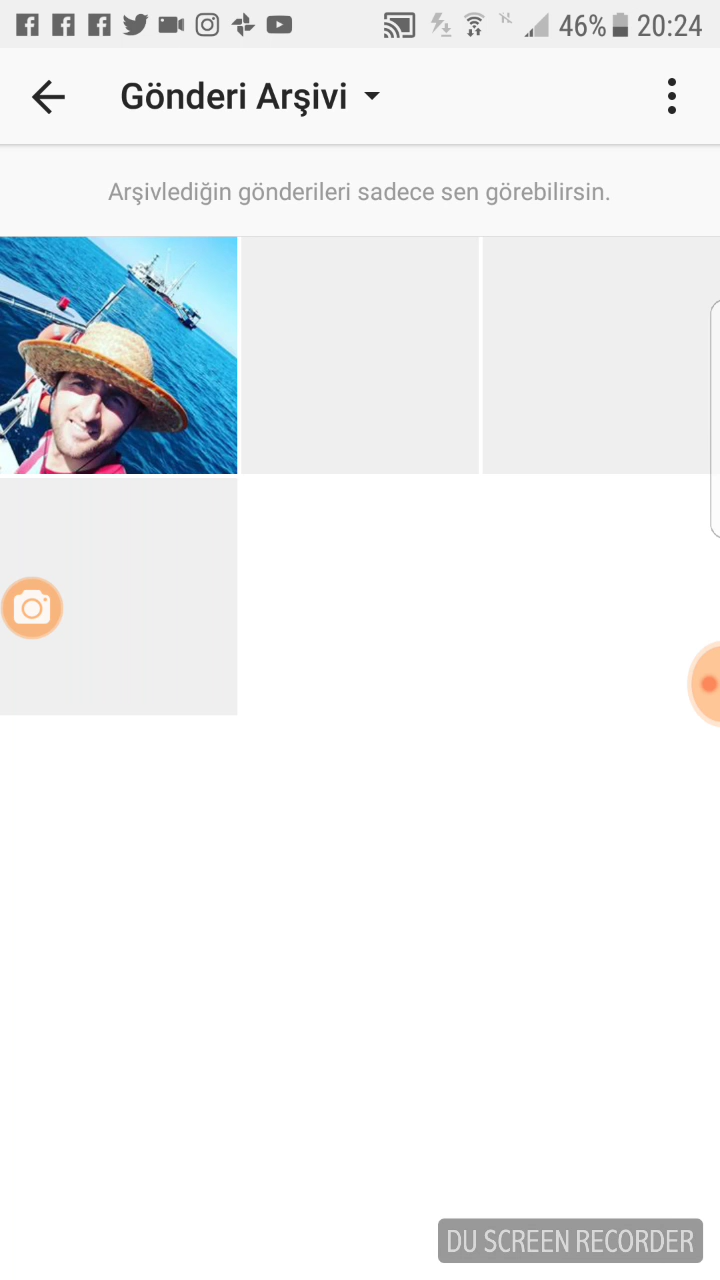 46% 20:24
Gönderi Arşivi
Arşivlediğin gönderileri sadece sen görebilirsin.
DU SCREEN RECORDER